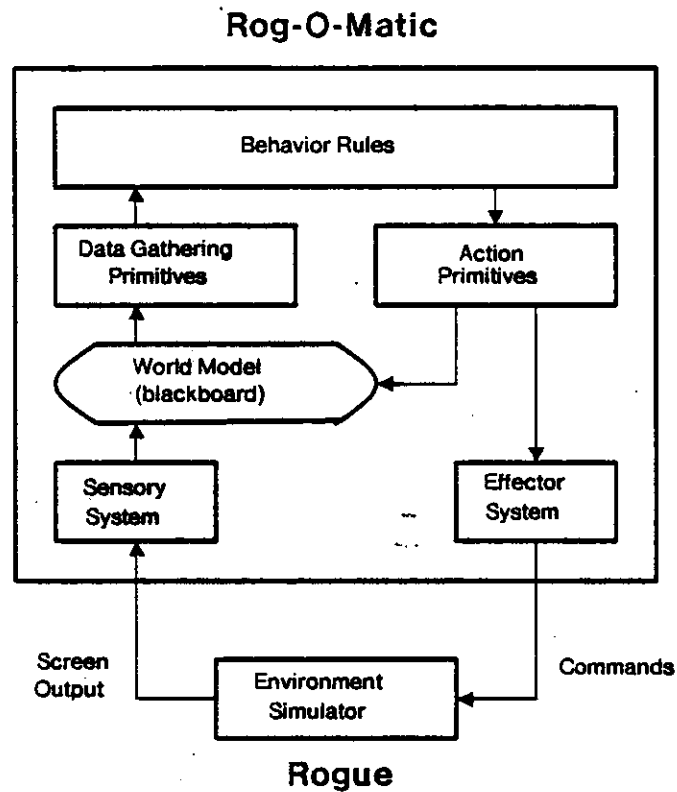 Rog-O-Matic
Behavior Rules
Data Gathering
Primitives
Action
Primitives
World Model
(blackboard)
Sensory
System
Effector
System
Screen
Output
Environment
Simulator
Commands
Rogue